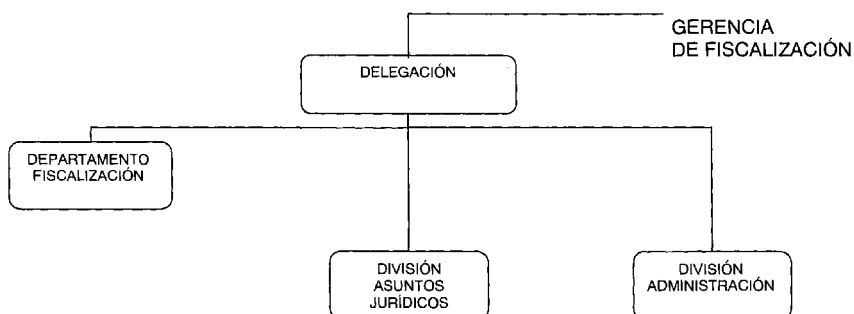 GERENCIA
DE FISCALIZACIÓN
DELEGACIÓN
DEPARTAMENTO
FISCALIZACIÓN
DIVISIÓN
ASUNTOS
JURÍDICOS
DIVISIÓN
ADMINISTRACIÓN